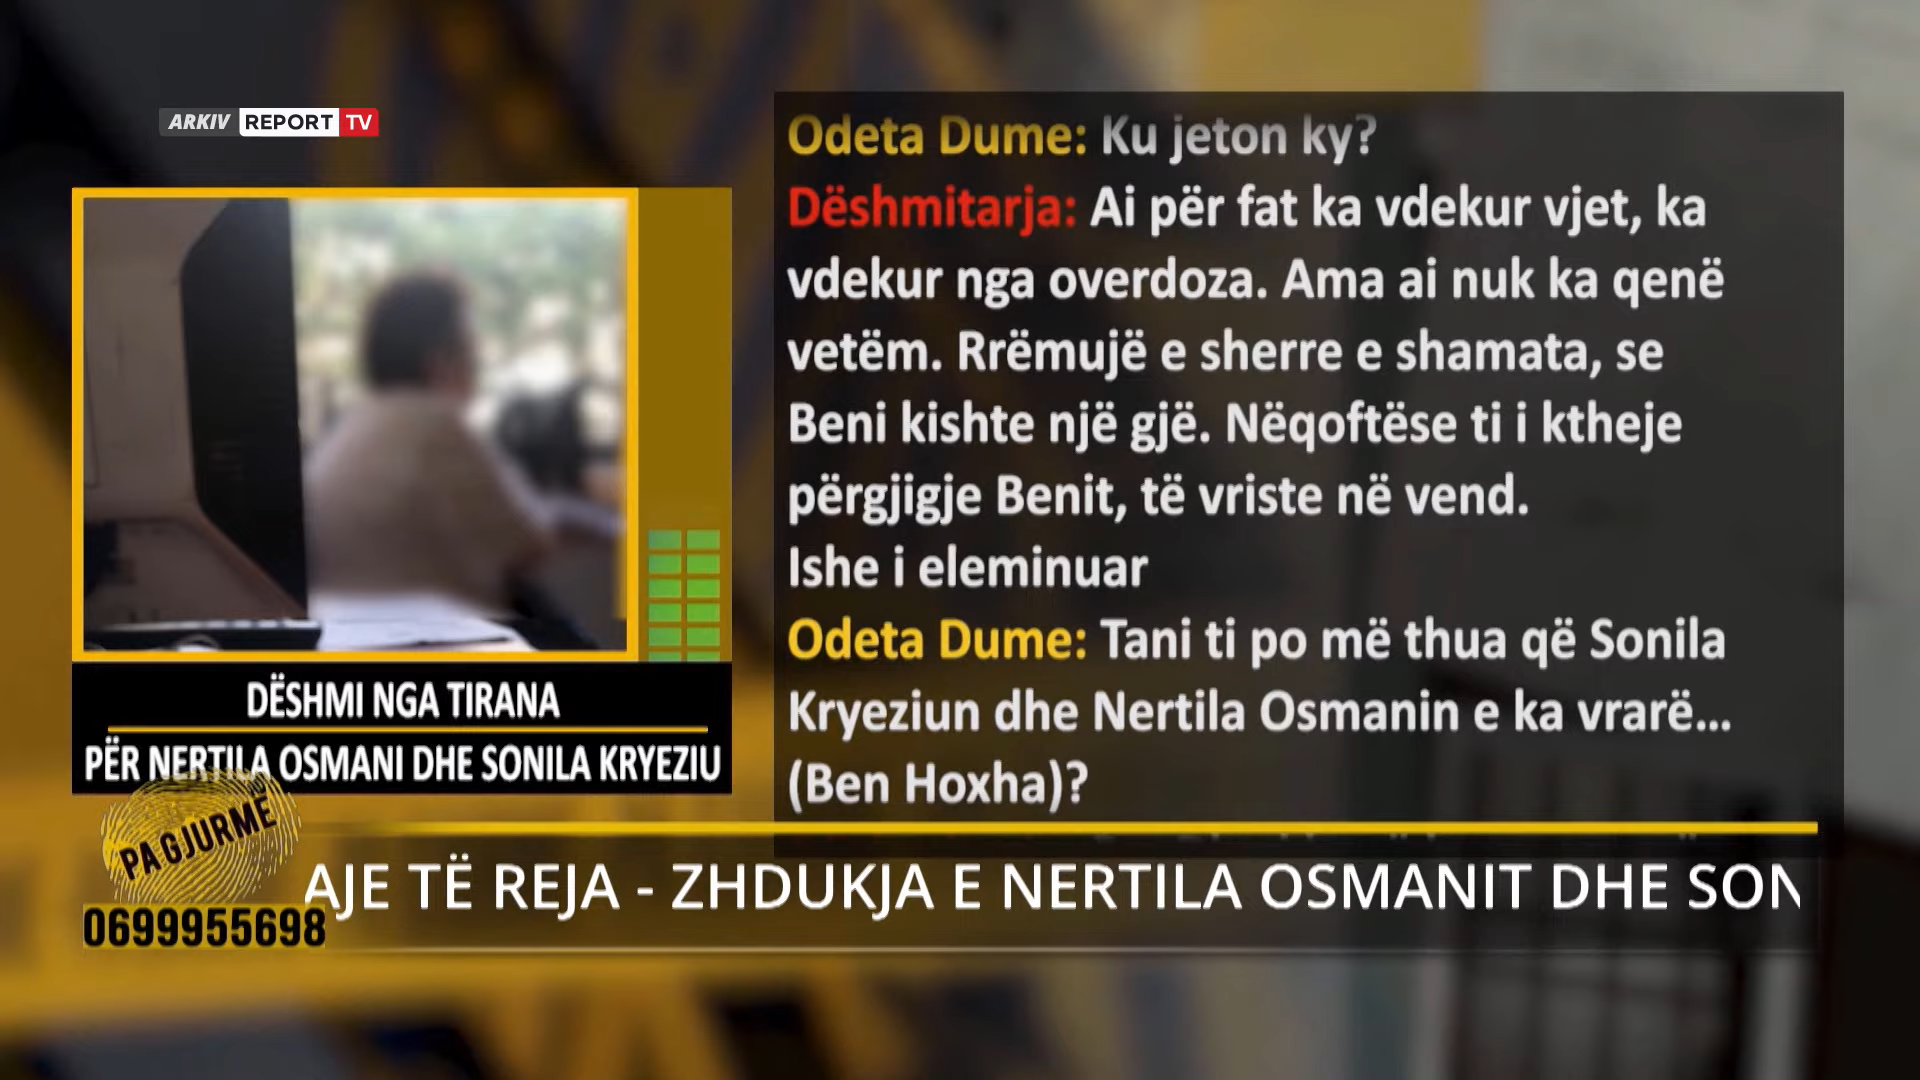 ARKIV REPORT TV
Odeta Dume: Ku jeton ky?
Dëshmitarja: Ai për fat ka vdekur vjet, ka
vdekur nga overdoza. Ama ai nuk ka qenë
vetëm. Rrëmujë e sherre e shamata, se
Beni kishte një gjë. Nëqoftëse ti i ktheje
përgjigje Benit, të vriste në vend.
Ishe i eleminuar
Odeta Dume: Tani ti po më thua që Sonila
Kryeziun dhe Nertila Osmanin e ka vrarë...
(Ben Hoxha)?
DËSHMI NGA TIRANA
PËR NERTILA OSMANI DHE SONILA KRYEZIU
PA GJURMË
0699955698
AJE TË REJA - ZHDUKJA E NERTILA OSMANIT DHE SON